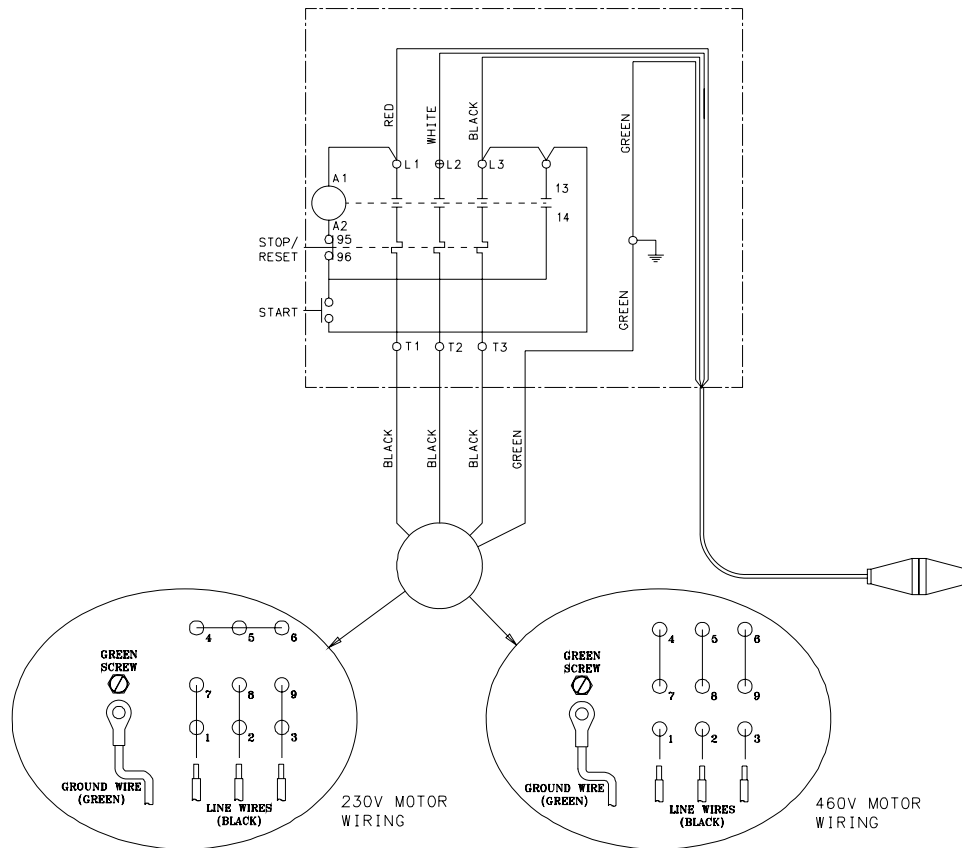 RED
WHITE
BLACK
GREEN
L1
L2
L3
A1
13
14
A2
95
96
STOP/
RESET
START
GREEN
T1
T2
T3
BLACK
BLACK
BLACK
GREEN
4
5
6
GREEN
SCREW
7
8
9
1
2
3
GROUND WIRE
(GREEN)
LINE WIRES
(BLACK)
230V MOTOR
WIRING
4
5
6
GREEN
SCREW
7
8
9
1
2
3
GROUND WIRE
(GREEN)
LINE WIRES
(BLACK)
460V MOTOR
WIRING